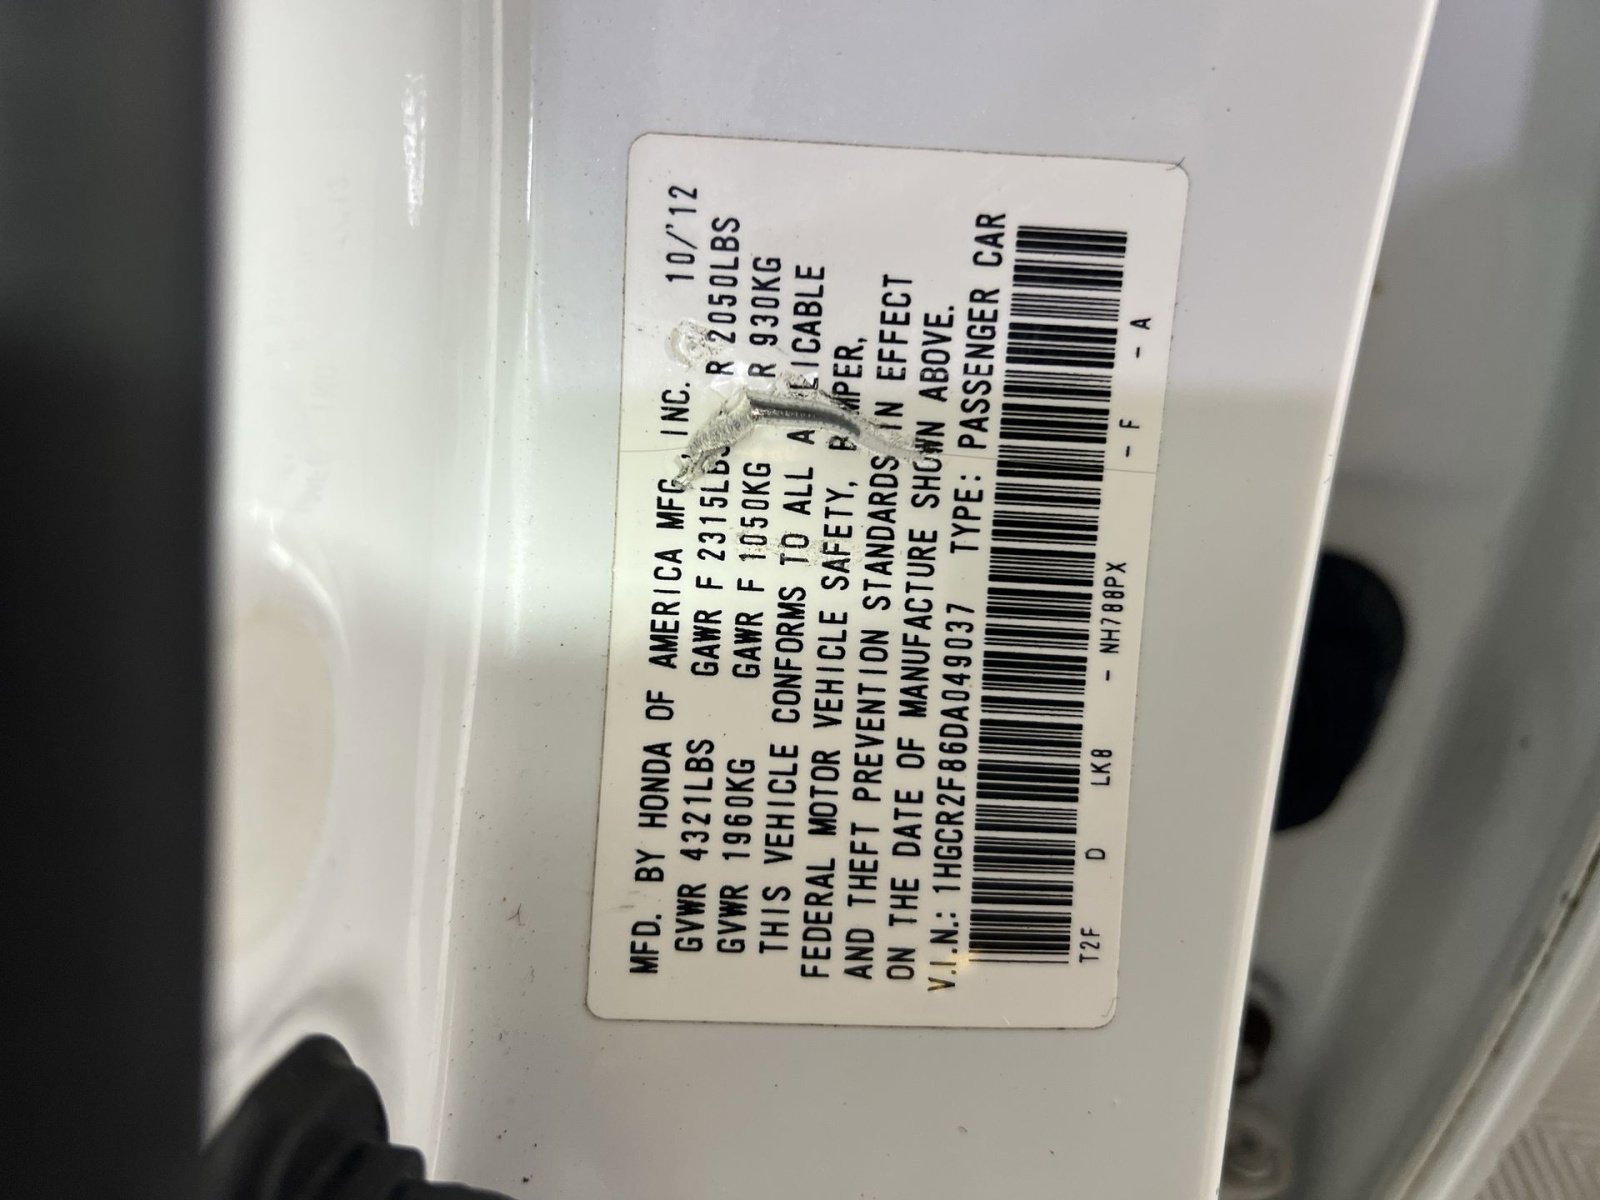 MFD. BY HONDA OF AMERICA MFG., INC. 10/'12
GVWR 4321LBS GAWR F 2315LBS R 2050LBS
GVWR 1960KG GAWR F 1050KG R 930KG
THIS VEHICLE CONFORMS TO ALL A LICABLE
FEDERAL MOTOR VEHICLE SAFETY, B MPER,
AND THEFT PREVENTION STANDARDS IN EFFECT
ON THE DATE OF MANUFACTURE SHOWN ABOVE.
V.I.N.: 1HGCR2F86DA049037 TYPE: PASSENGER CAR
T2F D LK8 - NH788PX - F - A